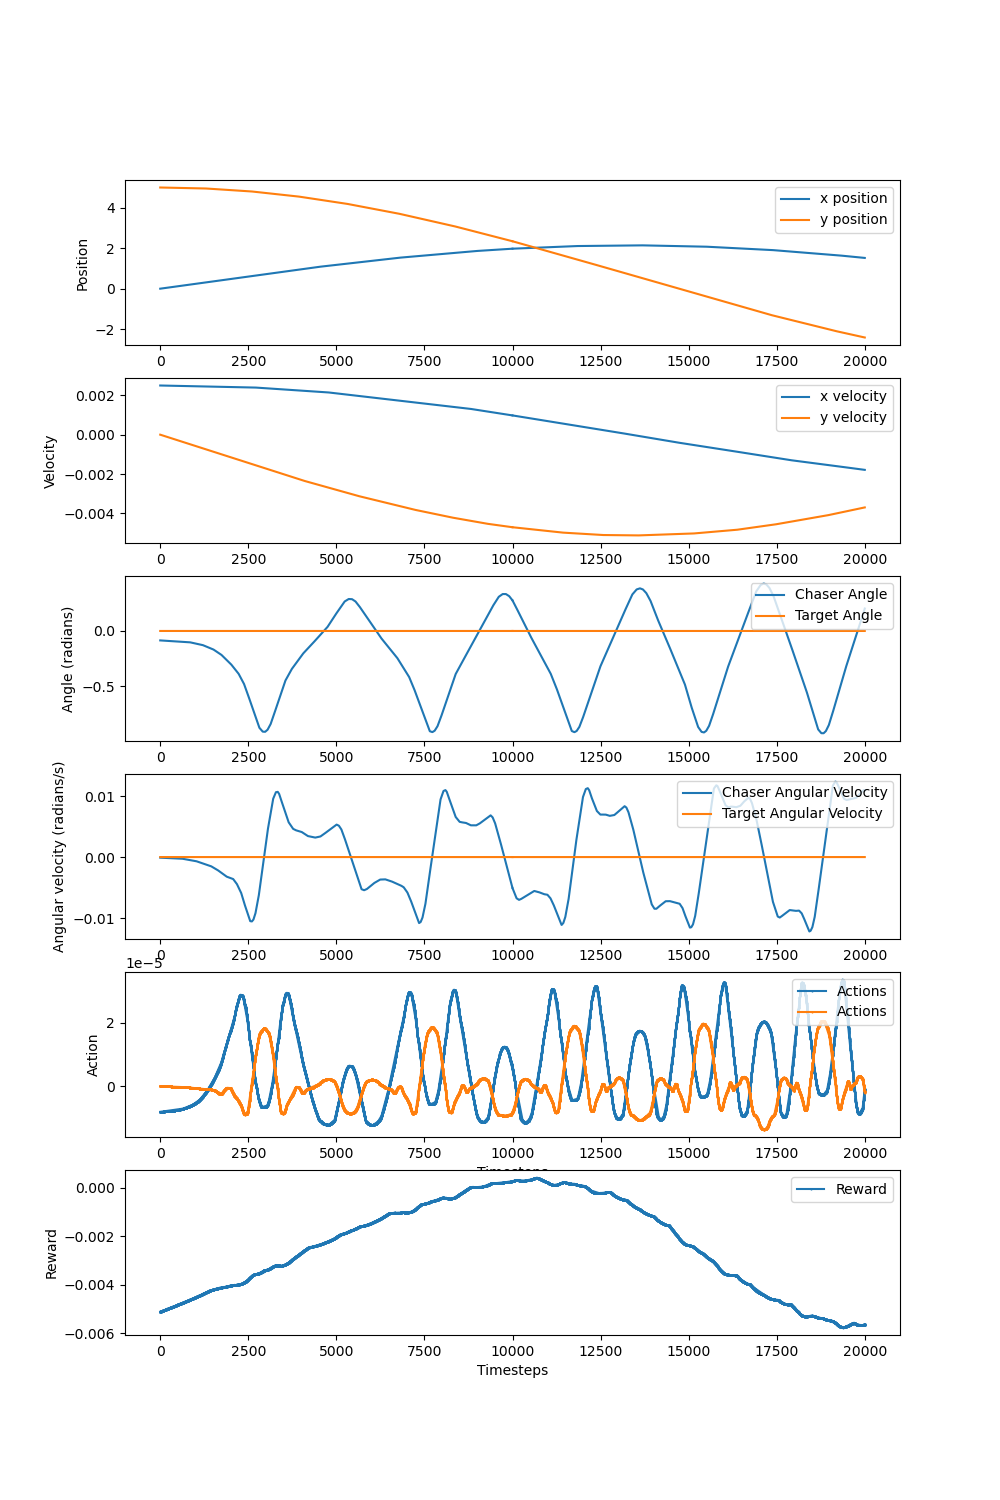 x position
y position
Position
4
2
0
−2
0 2500 5000 7500 10000 12500 15000 17500 20000
x velocity
y velocity
Velocity
0.002
0.000
−0.002
−0.004
0 2500 5000 7500 10000 12500 15000 17500 20000
Chaser Angle
Target Angle
Angle (radians)
0.0
−0.5
0 2500 5000 7500 10000 12500 15000 17500 20000
Chaser Angular Velocity
Target Angular Velocity
Angular velocity (radians/s)
0.01
0.00
−0.01
0 2500 5000 7500 10000 12500 15000 17500 20000
1e−5
Actions
Actions
Action
2
0
0 2500 5000 7500 10000 12500 15000 17500 20000
Timesteps
Reward
Reward
0.000
−0.002
−0.004
−0.006
0 2500 5000 7500 10000 12500 15000 17500 20000
Timesteps